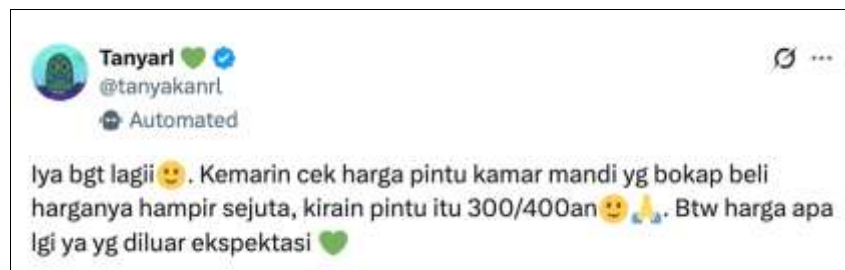 Tanyarl 💚
@tanyakanrl
Automated
Iya bgt lagii🙂. Kemarin cek harga pintu kamar mandi yg bokap beli
harganya hampir sejuta, kirain pintu itu 300/400an🙂🙏. Btw harga apa
lgi ya yg diluar ekspektasi 💚